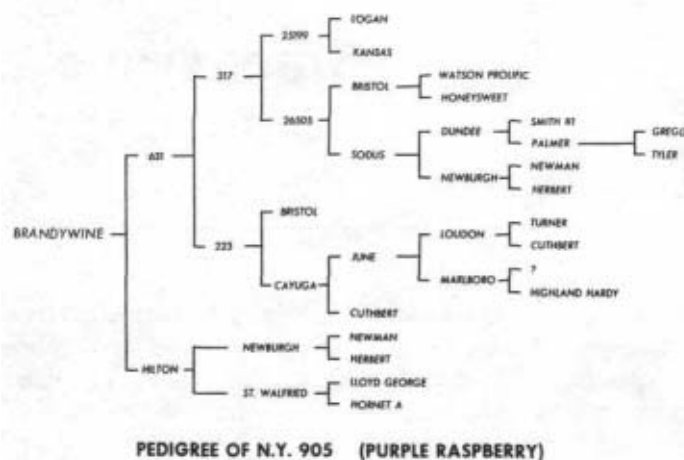 LOGAN
25199
KANSAS
317
BRISTOL
WATSON PROLIFIC
HONEYSWEET
26505
SODUS
DUNDEE
SMITH #1
PALMER
GREGG
TYLER
NEWBURGH
NEWMAN
HERBERT
631
BRISTOL
223
CAYUGA
JUNE
LOUDON
TURNER
CUTHBERT
MARLBORO
?
HIGHLAND HARDY
CUTHBERT
BRANDYWINE
HILTON
NEWBURGH
NEWMAN
HERBERT
ST. WALFRIED
LLOYD GEORGE
HORNET A
PEDIGREE OF N.Y. 905 (PURPLE RASPBERRY)